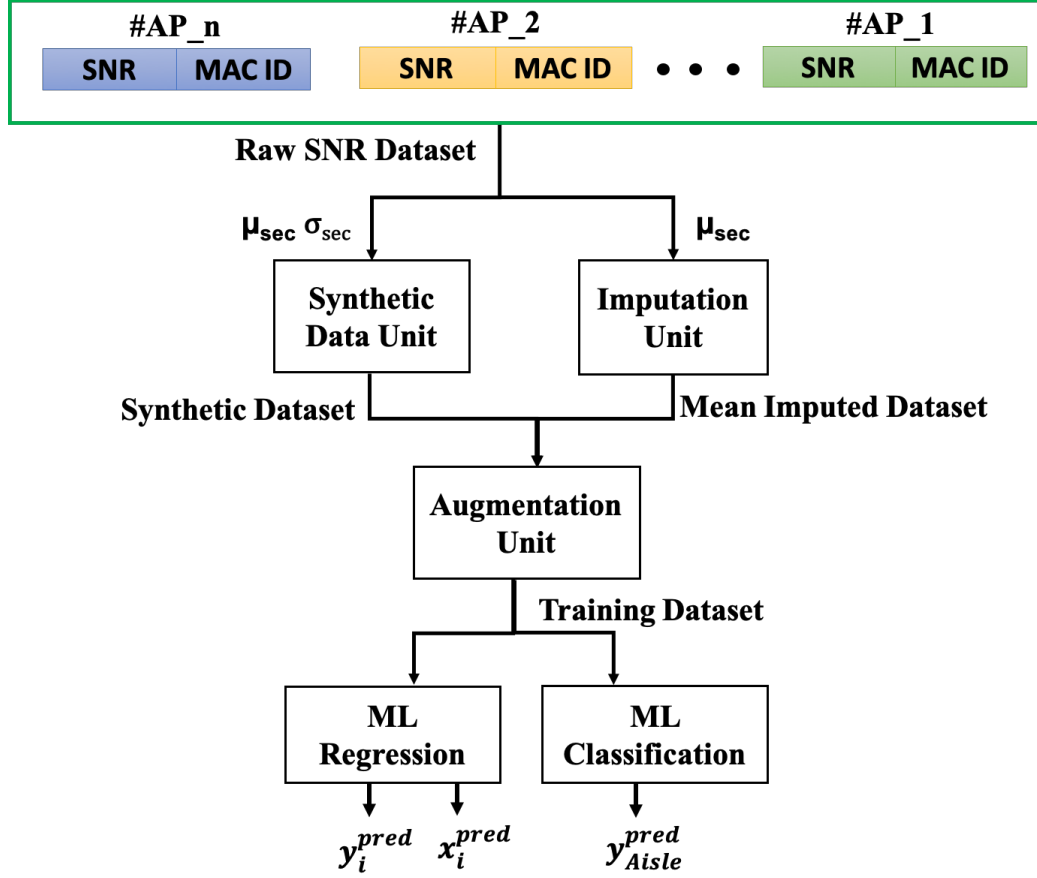 #AP_n #AP_2 #AP_1
SNR MAC ID SNR MAC ID • • • SNR MAC ID
Raw SNR Dataset
μsec σsec μsec
Synthetic
Data Unit
Imputation
Unit
Synthetic Dataset
Mean Imputed Dataset
Augmentation
Unit
Training Dataset
ML
Regression
ML
Classification
y_i^pred x_i^pred y_Aisle^pred